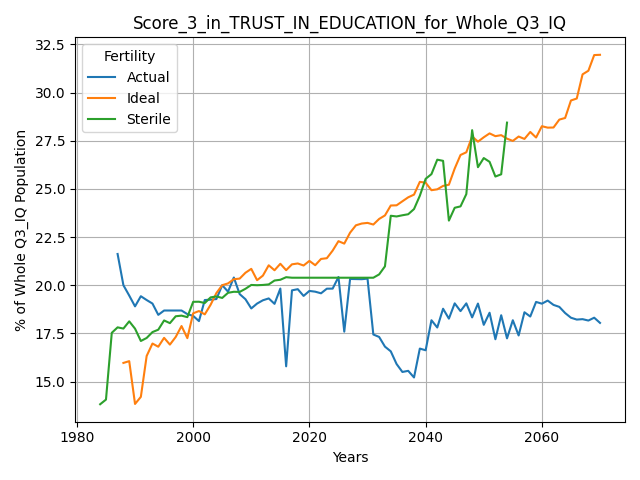 Score_3_in_TRUST_IN_EDUCATION_for_Whole_Q3_IQ
% of Whole Q3_IQ Population
32.5
30.0
27.5
25.0
22.5
20.0
17.5
15.0
Fertility
Actual
Ideal
Sterile
1980
2000
2020
2040
2060
Years